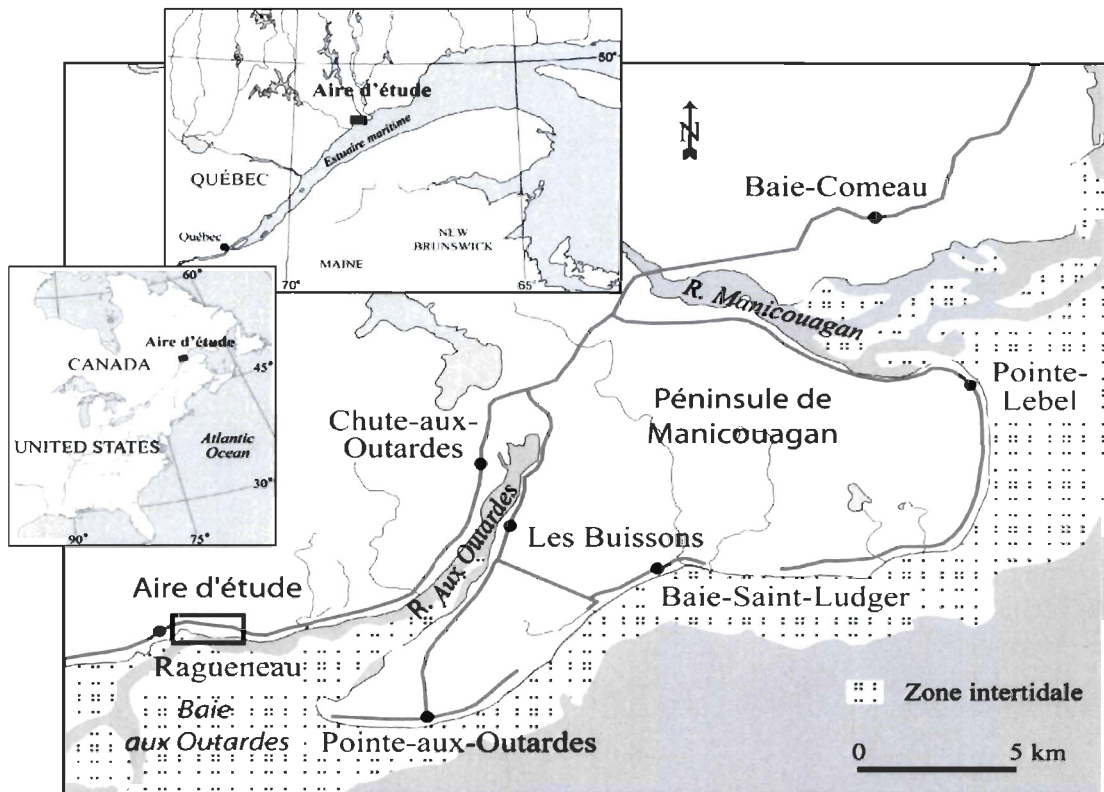 50°
Aire d'étude
Estuaire maritime
QUÉBEC
Québec
NEW
BRUNSWICK
MAINE
70°
65°
60°
Aire d'étude
CANADA
45°
UNITED STATES
Atlantic
Ocean
30°
90°
75°
N
Baie-Comeau
R. Manicouagan
Pointe-
Lebel
Péninsule de
Manicouagan
Chute-aux-
Outardes
R. Aux Outardes
Les Buissons
Baie-Saint-Ludger
Aire d'étude
Ragueneau
Baie
aux Outardes
Pointe-aux-Outardes
Zone intertidale
0 5 km